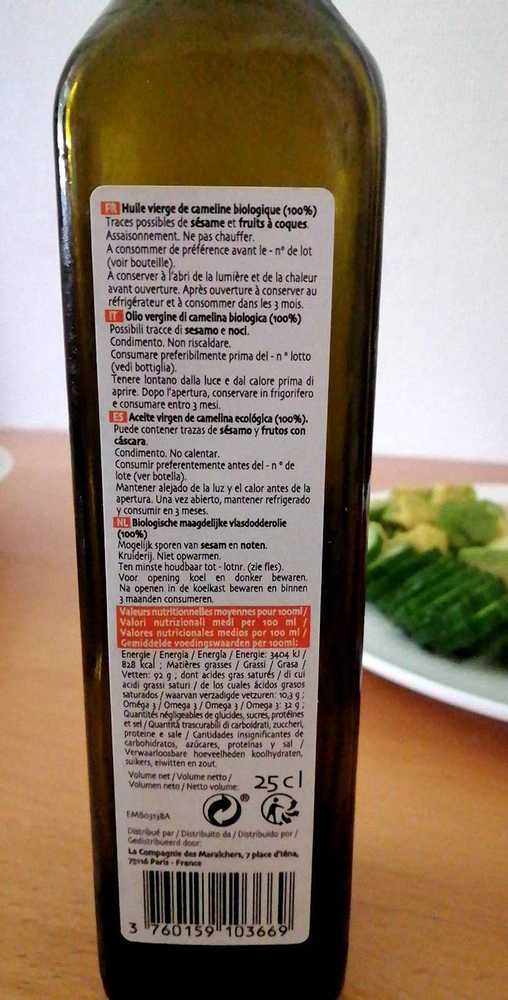 FR Huile vierge de cameline biologique (100%)
Traces possibles de sésame et fruits à coques.
Assaisonnement. Ne pas chauffer.
A consommer de préférence avant le - n° de lot
(voir bouteille).
A conserver à l'abri de la lumière et de la chaleur
avant ouverture. Après ouverture à conserver au
réfrigérateur et à consommer dans les 3 mois.
IT Olio vergine di camelina biologica (100%)
Possibili tracce di sesamo e noci.
Condimento. Non riscaldare.
Consumare preferibilmente prima del - n ° lotto
(vedi bottiglia).
Tenere lontano dalla luce e dal calore prima di
aprire. Dopo l'apertura, conservare in frigorifero
e consumare entro 3 mesi.
ES Aceite virgen de camelina ecológica (100%).
Puede contener trazas de sésamo y frutos con
cáscara.
Condimento. No calentar.
Consumir preferentemente antes del - n ° de
lote (ver botella).
Mantener alejado de la luz y el calor antes de la
apertura. Una vez abierto, mantener refrigerado
y consumir en 3 meses.
NL Biologische maagdelijke vlasdodderolie
(100%)
Mogelijk sporen van sesam en noten.
Kruiderij. Niet opwarmen.
Ten minste houdbaar tot - lotnr. (zie fles).
Voor opening koel en donker bewaren.
Na openen in de koelkast bewaren en binnen
3 maanden consumeren.
Valeurs nutritionnelles moyennes pour 100ml /
Valori nutrizionali medi per 100 ml /
Valores nutricionales medios por 100 ml /
Gemiddelde voedingswaarden per 100ml:
Energie / Energia / Energía / Energie: 3404 kJ /
828 kcal ; Matières grasses / Grassi / Grasa /
Vetten: 92 g , dont acides gras saturés / di cui
acidi grassi saturi / de los cuales ácidos grasos
saturados / waarvan verzadigde vetzuren: 10,3 g ;
Oméga 3 / Omega 3 / Omega 3 / Omega 3: 32 g ;
Quantités négligeables de glucides, sucres, protéines
et sel / Quantità trascurabili di carboidrati, zuccheri,
proteine e sale / Cantidades insignificantes de
carbohidratos, azúcares, proteínas y sal /
Verwaarloosbare hoeveelheden koolhydraten,
suikers, eiwitten en zout.
Volume net / Volume netto /
Volumen neto / Netto volume: 25 cl
®
EMB03138A
Distribué par / Distribuito da / Distribuido por /
Gedistribueerd door:
La Compagnie des Maraîchers, 7 place d'Iéna,
75116 Paris - France
3 760159 103669